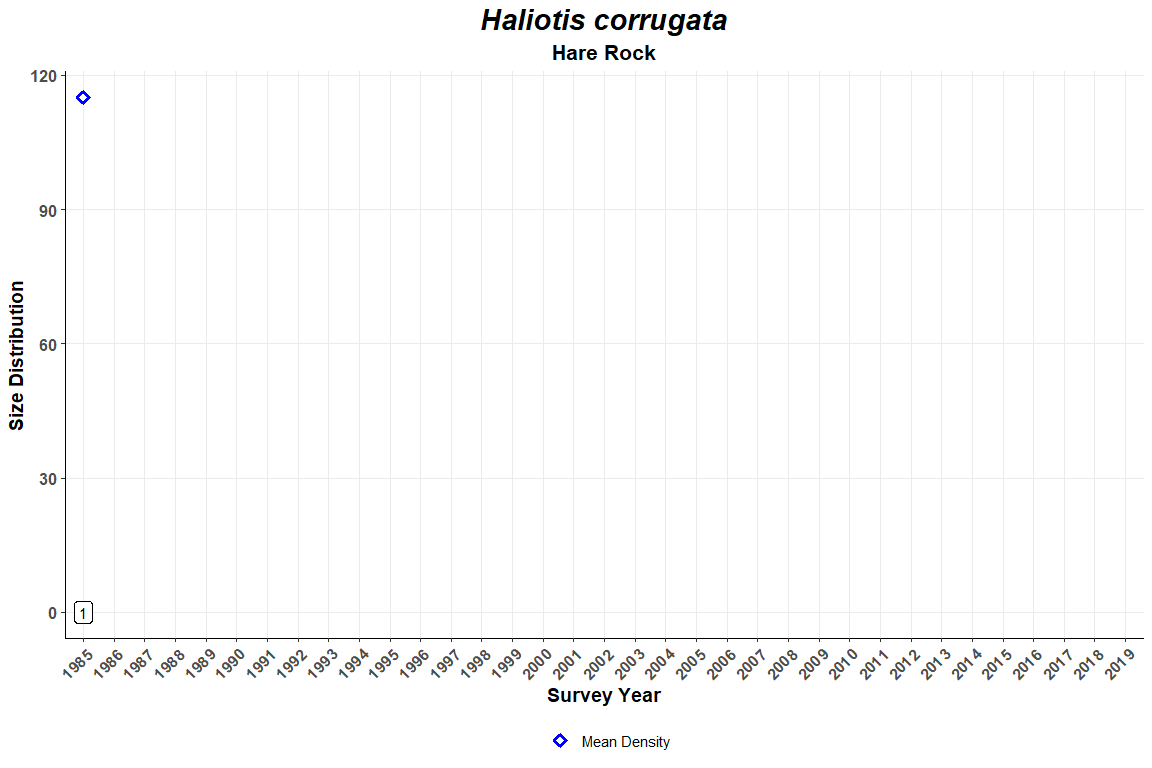 Haliotis corrugata
Hare Rock
120
90
60
30
0
Size Distribution
1
1985 1986 1987 1988 1989 1990 1991 1992 1993 1994 1995 1996 1997 1998 1999 2000 2001 2002 2003 2004 2005 2006 2007 2008 2009 2010 2011 2012 2013 2014 2015 2016 2017 2018 2019
Survey Year
Mean Density